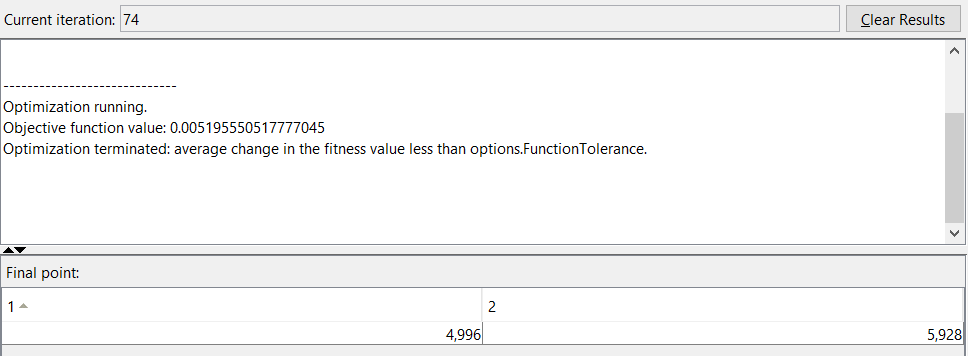 Current iteration: 74 Clear Results
-----------------------------
Optimization running.
Objective function value: 0.005195550517777045
Optimization terminated: average change in the fitness value less than options.FunctionTolerance.
Final point:
1 2
4,996 5,928